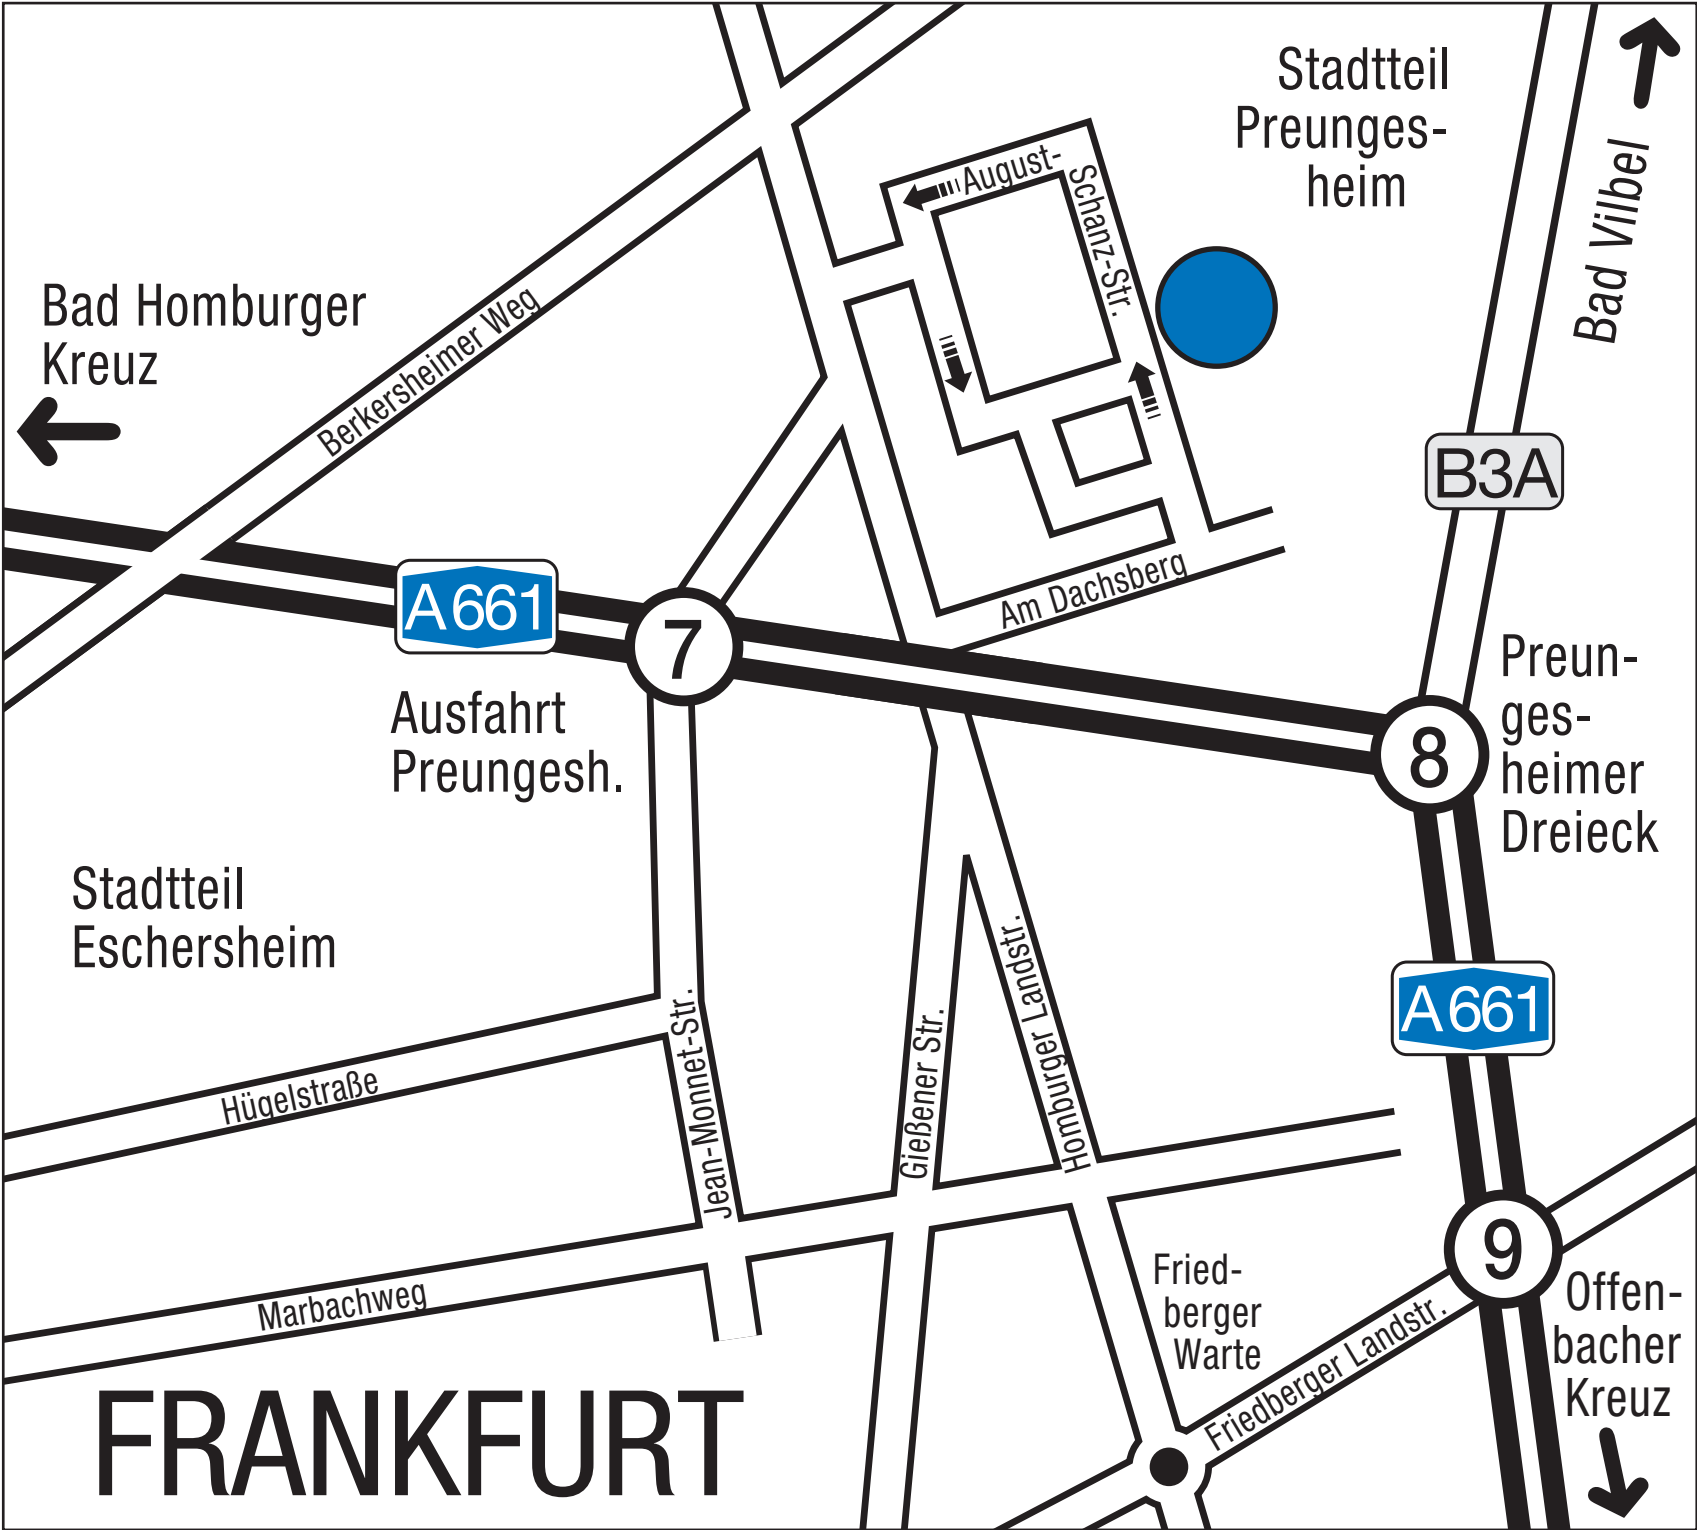 Stadtteil
Preunges-
heim
Bad Vilbel
August-
Schanz-Str.
Bad Homburger
Kreuz
Berkersheimer Weg
B3A
A 661
7
Am Dachsberg
Ausfahrt
Preungesh.
8
Preun-
ges-
heimer
Dreieck
Stadtteil
Eschersheim
A 661
Hügelstraße
Jean-Monnet-Str.
Gießener Str.
Homburger Landstr.
Marbachweg
9
Fried-
berger
Warte
Friedberger Landstr.
Offen-
bacher
Kreuz
FRANKFURT